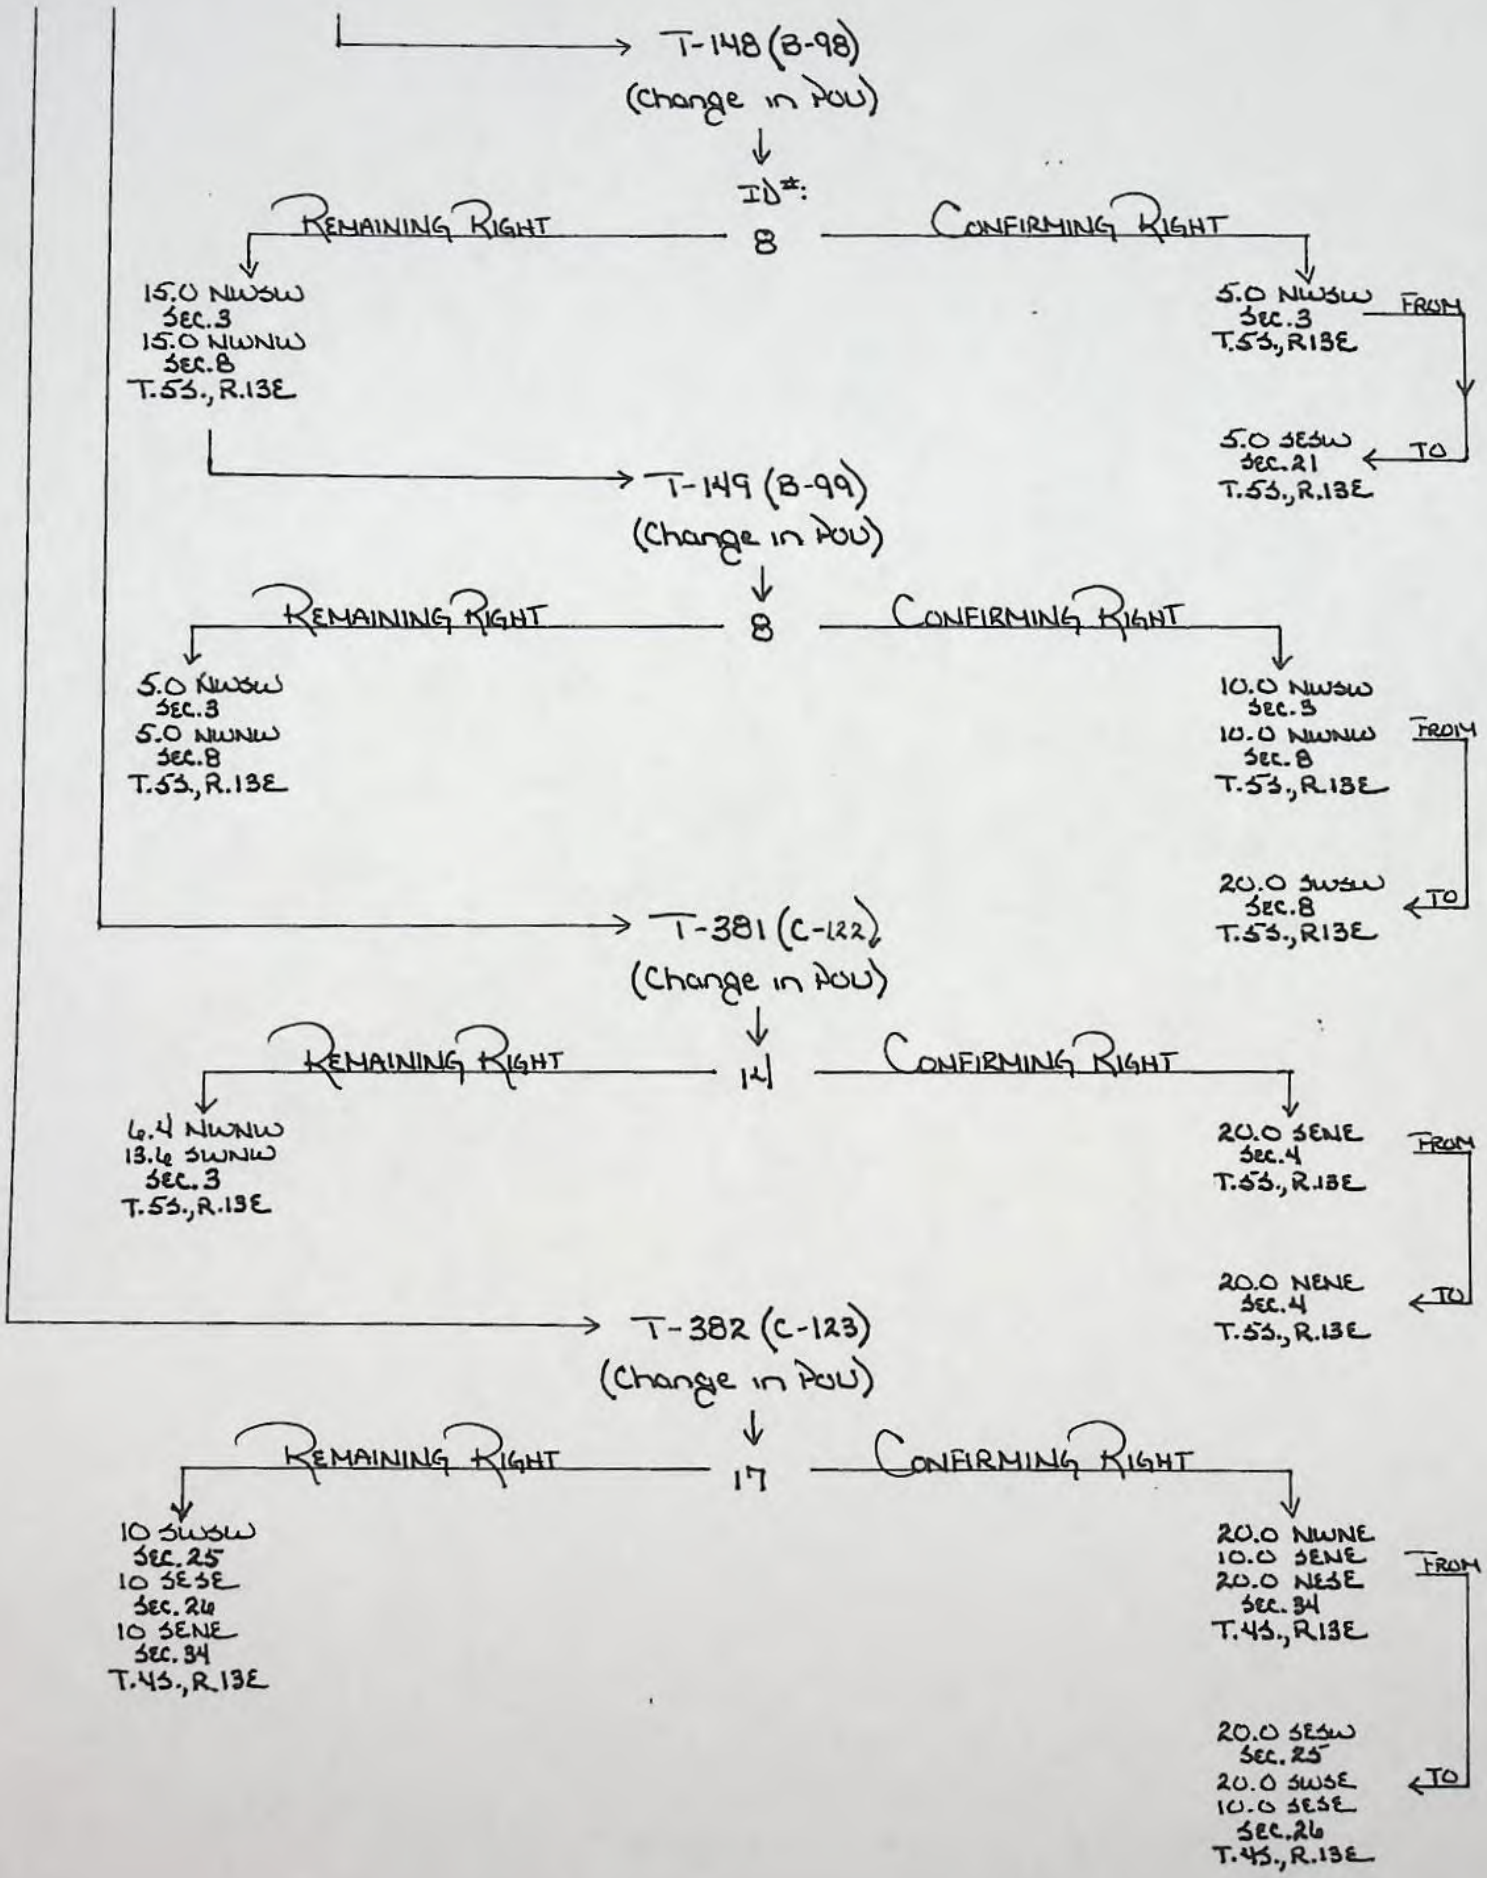 T-148 (B-98)
(Change in POU)
ID#:
REMAINING RIGHT
8
CONFIRMING RIGHT
15.0 NWSW
SEC.3
15.0 NWNW
SEC.8
T.5S., R.13E
5.0 NWSW
SEC.3
T.5S., R13E
FROM
5.0 SESW
SEC.21
T.5S., R.13E
TO
T-149 (B-99)
(Change in POU)
REMAINING RIGHT
8
CONFIRMING RIGHT
5.0 NWSW
SEC.3
5.0 NWNW
SEC.8
T.5S., R.13E
10.0 NWSW
SEC.3
10.0 NWNW
SEC.8
T.5S., R.13E
FROM
20.0 SWSW
SEC.8
T.5S., R13E
TO
T-381 (C-122)
(Change in POU)
REMAINING RIGHT
14
CONFIRMING RIGHT
6.4 NWNW
13.6 SWNW
SEC.3
T.5S., R.13E
20.0 SENE
SEC.4
T.5S., R.13E
FROM
20.0 NENE
SEC.4
T.5S., R.13E
TO
T-382 (C-123)
(Change in POU)
REMAINING RIGHT
17
CONFIRMING RIGHT
10 SWSW
SEC.25
10 SESE
SEC.26
10 SENE
SEC.34
T.4S., R.13E
20.0 NWNE
10.0 SENE
20.0 NESE
SEC.34
T.4S., R13E
FROM
20.0 SESW
SEC.25
20.0 SWSE
10.0 SESE
SEC.26
T.4S., R.13E
TO